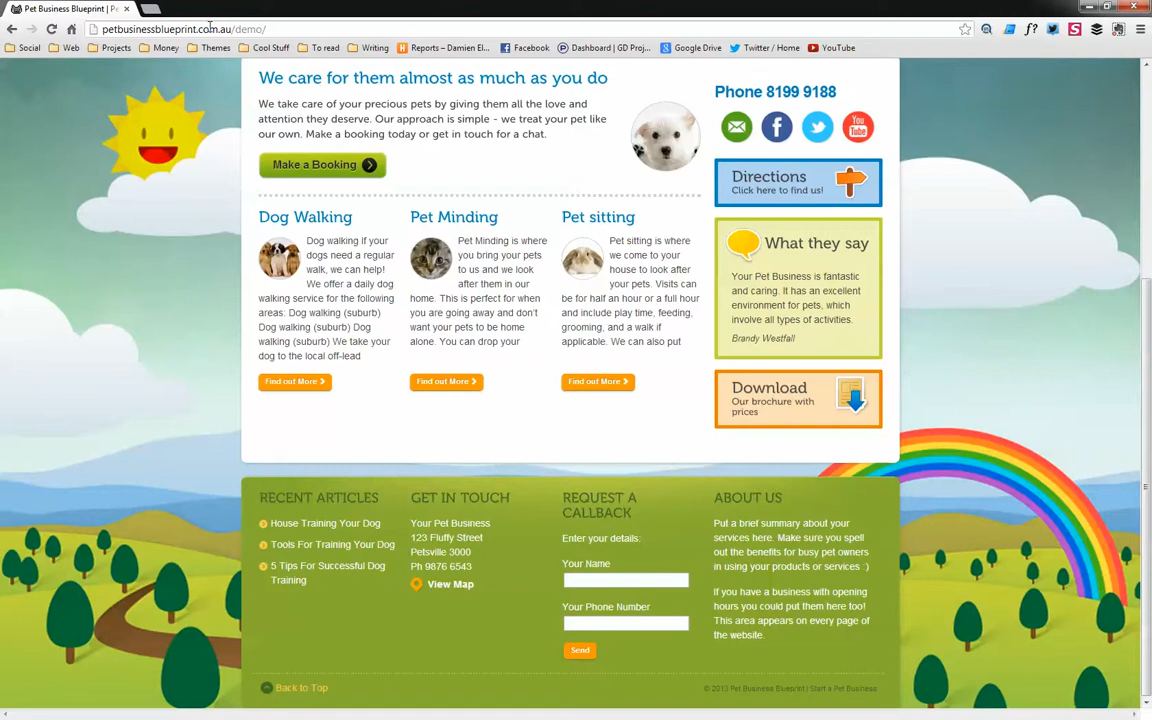 Pet Business Blueprint | Pe
petbusinessblueprint.com.au/demo/
Social
Web
Projects
Money
Themes
Cool Stuff
To read
Writing
Reports – Damien El...
Facebook
Dashboard | GD Proj...
Google Drive
Twitter / Home
YouTube
We care for them almost as much as you do
We take care of your precious pets by giving them all the love and
attention they deserve. Our approach is simple - we treat your pet like
our own. Make a booking today or get in touch for a chat.
Make a Booking
Dog Walking
Dog walking If your
dogs need a regular
walk, we can help!
We offer a daily dog
walking service for the following
areas: Dog walking (suburb)
Dog walking (suburb) Dog
walking (suburb) We take your
dog to the local off-lead
Find out More
Pet Minding
Pet Minding is where
you bring your pets
to us and we look
after them in our
home. This is perfect for when
you are going away and don't
want your pets to be home
alone. You can drop your
Find out More
Pet sitting
Pet sitting is where
we come to your
house to look after
your pets. Visits can
be for half an hour or a full hour
and include play time, feeding,
grooming, and a walk if
applicable. We can also put
Find out More
Phone 8199 9188
You
Tube
Directions
Click here to find us!
What they say
Your Pet Business is fantastic
and caring. It has an excellent
environment for pets, which
involve all types of activities.
Brandy Westfall
Download
Our brochure with
prices
RECENT ARTICLES
House Training Your Dog
Tools For Training Your Dog
5 Tips For Successful Dog
Training
GET IN TOUCH
Your Pet Business
123 Fluffy Street
Petsville 3000
Ph 9876 6543
View Map
REQUEST A
CALLBACK
Enter your details:
Your Name
Your Phone Number
Send
ABOUT US
Put a brief summary about your
services here. Make sure you spell
out the benefits for busy pet owners
in using your products or services :)
If you have a business with opening
hours you could put them here too!
This area appears on every page of
the website.
Back to Top
© 2013 Pet Business Blueprint | Start a Pet Business